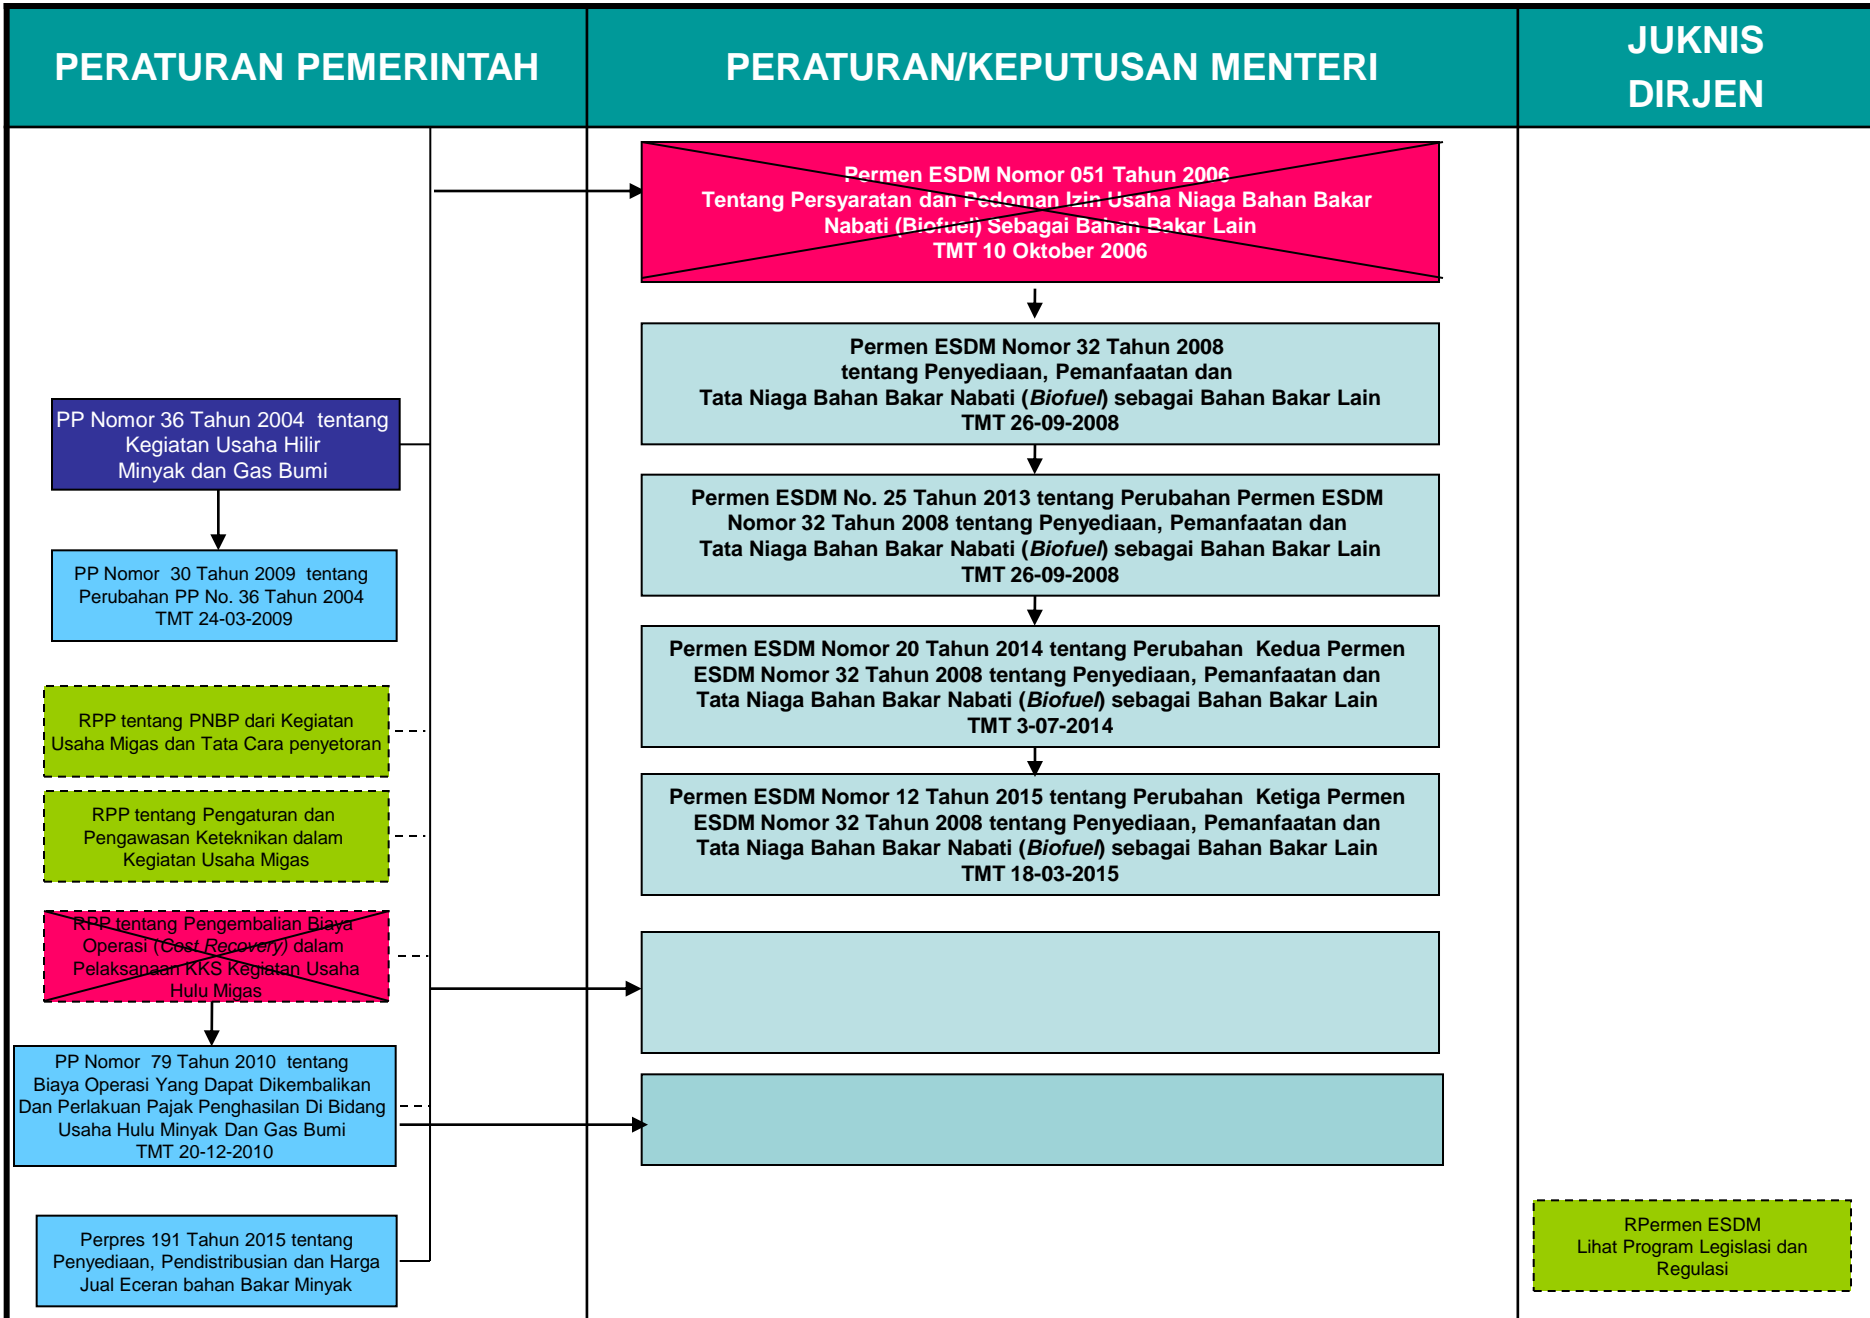 PERATURAN PEMERINTAH
PERATURAN/KEPUTUSAN MENTERI
JUKNIS
DIRJEN
PP Nomor 36 Tahun 2004 tentang
Kegiatan Usaha Hilir
Minyak dan Gas Bumi
PP Nomor 30 Tahun 2009 tentang
Perubahan PP No. 36 Tahun 2004
TMT 24-03-2009
RPP tentang PNBP dari Kegiatan
Usaha Migas dan Tata Cara penyetoran
RPP tentang Pengaturan dan
Pengawasan Keteknikan dalam
Kegiatan Usaha Migas
RPP tentang Pengembalian Biaya
Operasi (Cost Recovery) dalam
Pelaksanaan KKS Kegiatan Usaha
Hulu Migas
PP Nomor 79 Tahun 2010 tentang
Biaya Operasi Yang Dapat Dikembalikan
Dan Perlakuan Pajak Penghasilan Di Bidang
Usaha Hulu Minyak Dan Gas Bumi
TMT 20-12-2010
Perpres 191 Tahun 2015 tentang
Penyediaan, Pendistribusian dan Harga
Jual Eceran bahan Bakar Minyak
Permen ESDM Nomor 051 Tahun 2006
Tentang Persyaratan dan Pedoman Izin Usaha Niaga Bahan Bakar
Nabati (Biofuel) Sebagai Bahan Bakar Lain
TMT 10 Oktober 2006
Permen ESDM Nomor 32 Tahun 2008
tentang Penyediaan, Pemanfaatan dan
Tata Niaga Bahan Bakar Nabati (Biofuel) sebagai Bahan Bakar Lain
TMT 26-09-2008
Permen ESDM No. 25 Tahun 2013 tentang Perubahan Permen ESDM
Nomor 32 Tahun 2008 tentang Penyediaan, Pemanfaatan dan
Tata Niaga Bahan Bakar Nabati (Biofuel) sebagai Bahan Bakar Lain
TMT 26-09-2008
Permen ESDM Nomor 20 Tahun 2014 tentang Perubahan Kedua Permen
ESDM Nomor 32 Tahun 2008 tentang Penyediaan, Pemanfaatan dan
Tata Niaga Bahan Bakar Nabati (Biofuel) sebagai Bahan Bakar Lain
TMT 3-07-2014
Permen ESDM Nomor 12 Tahun 2015 tentang Perubahan Ketiga Permen
ESDM Nomor 32 Tahun 2008 tentang Penyediaan, Pemanfaatan dan
Tata Niaga Bahan Bakar Nabati (Biofuel) sebagai Bahan Bakar Lain
TMT 18-03-2015
RPermen ESDM
Lihat Program Legislasi dan
Regulasi